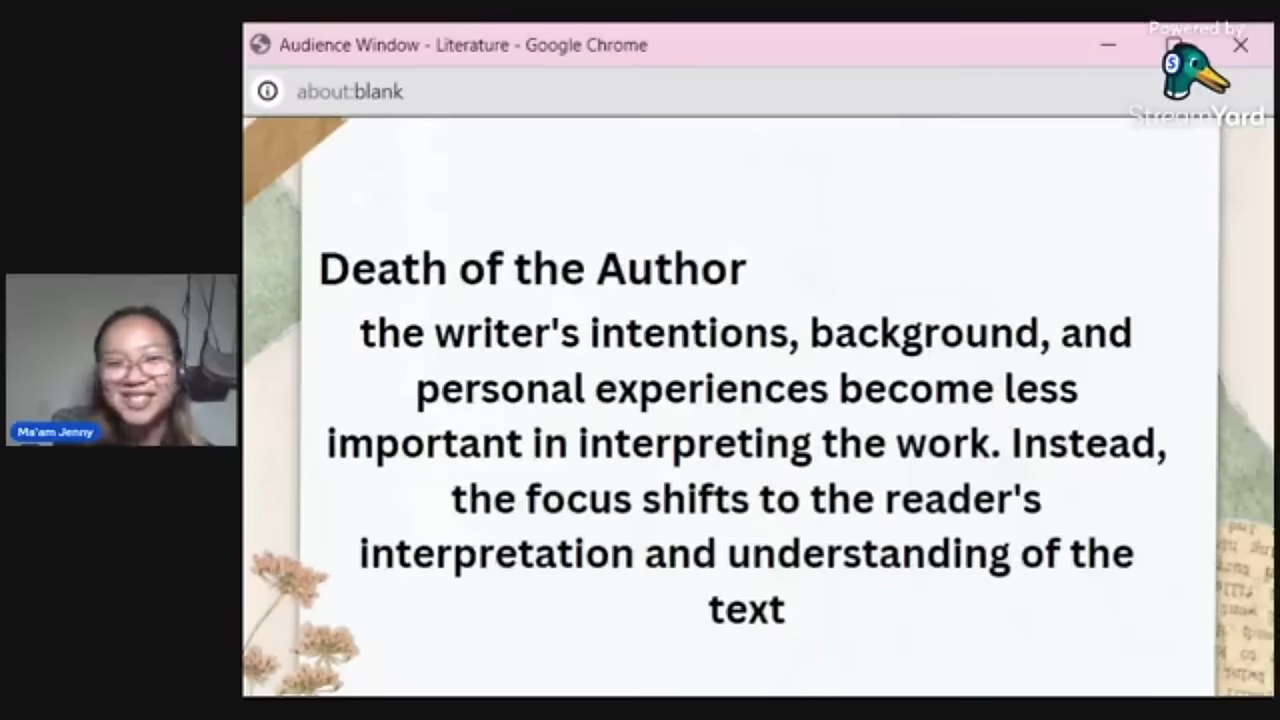 Powered by
Audience Window - Literature - Google Chrome
about:blank
StreamYard
Death of the Author
the writer's intentions, background, and
personal experiences become less
important in interpreting the work. Instead,
the focus shifts to the reader's
interpretation and understanding of the
text
Ma'am Jenny